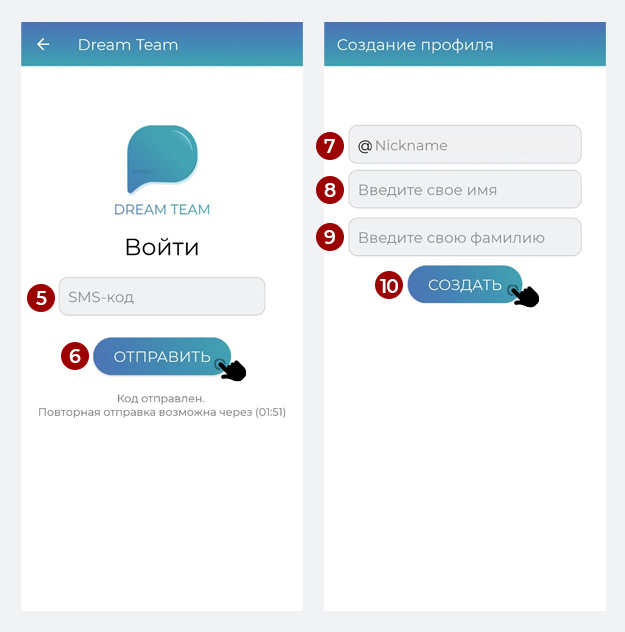 Dream Team
DREAM TEAM
Войти
5
SMS-код
6
ОТПРАВИТЬ
Код отправлен.
Повторная отправка возможна через (01:51)
Создание профиля
7
@Nickname
8
Введите свое имя
9
Введите свою фамилию
10
СОЗДАТЬ